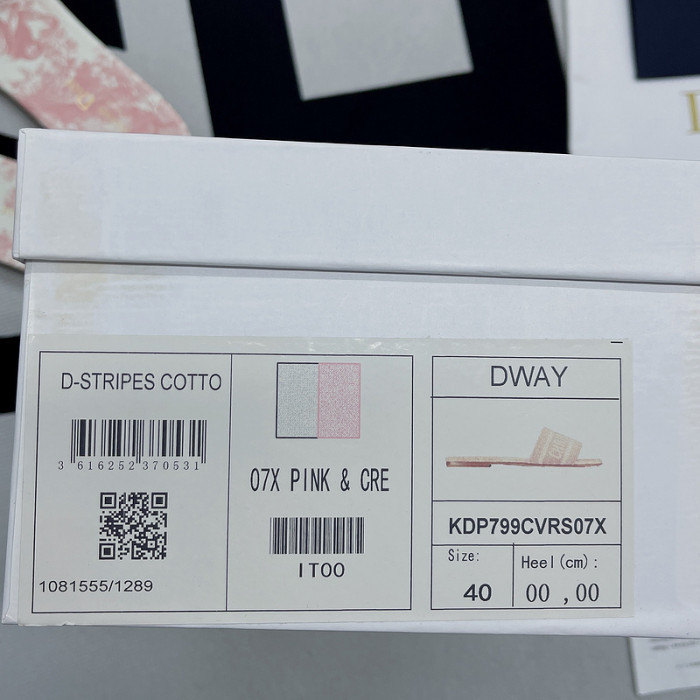 D-STRIPES COTTO
3 616252 370531
1081555/1289
07X PINK & CRE
IT00
DWAY
KDP799CVRS07X
Size:
40
Heel(cm):
00 ,00